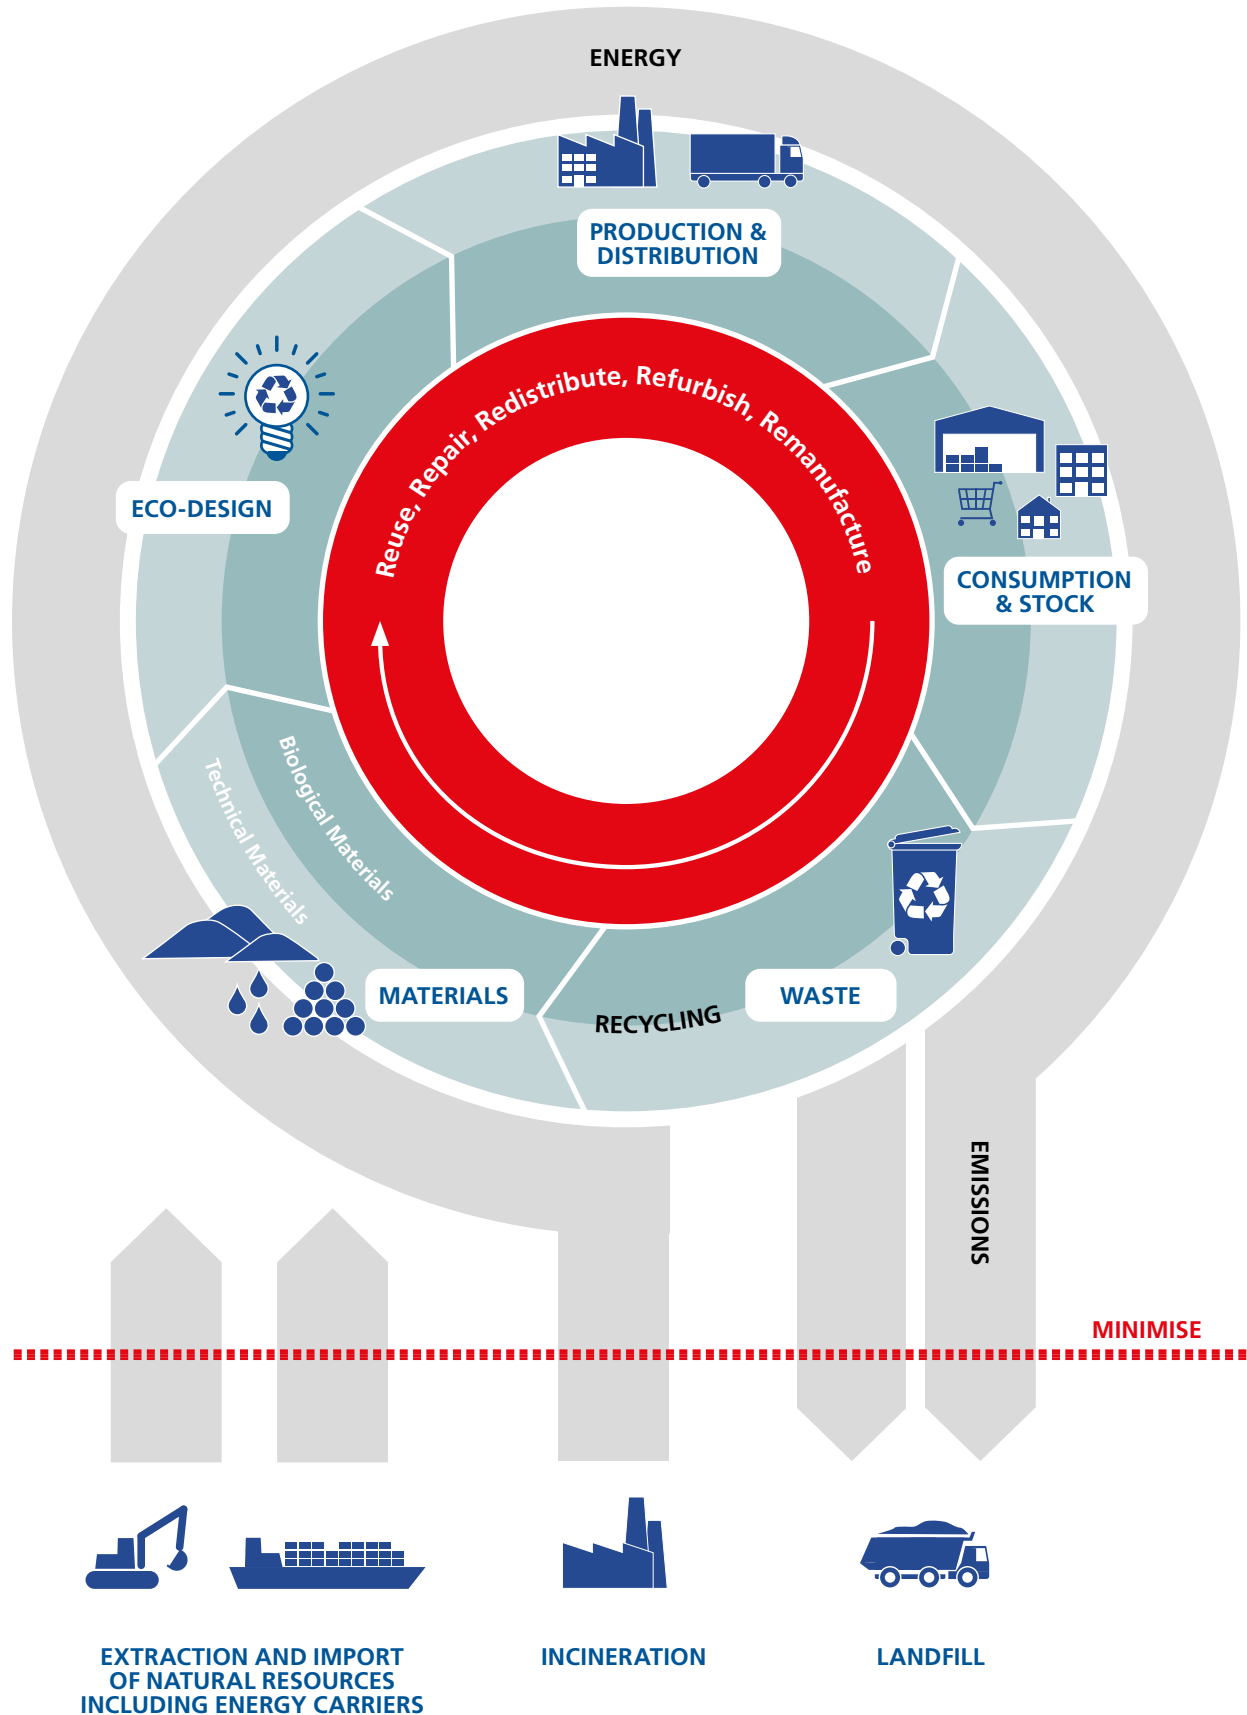 ENERGY
PRODUCTION &
DISTRIBUTION
Reuse, Repair, Redistribute, Refurbish, Remanufacture
ECO-DESIGN
CONSUMPTION
& STOCK
Biological Materials
Technical Materials
MATERIALS
WASTE
RECYCLING
EMISSIONS
MINIMISE
EXTRACTION AND IMPORT
OF NATURAL RESOURCES
INCLUDING ENERGY CARRIERS
INCINERATION
LANDFILL